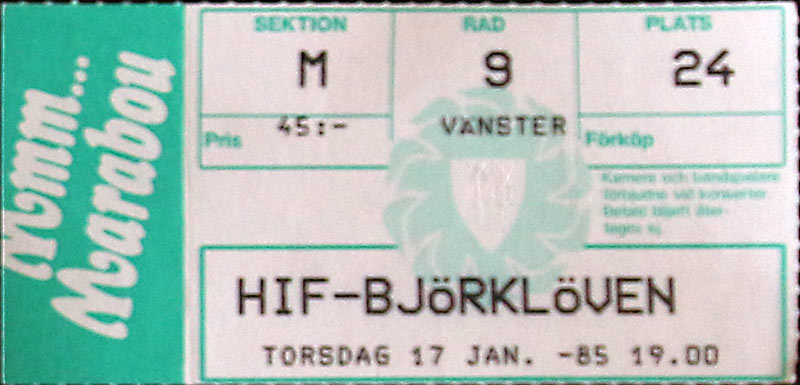 Mmm...
Marabou
SEKTION RAD PLATS
M 9 24
Pris 45:- VÄNSTER Förköp
Kamera och bandspelare
förbjudna vid konserter.
Betald biljett åter-
tages ej.
HIF-BJÖRKLÖVEN
TORSDAG 17 JAN. -85 19.00